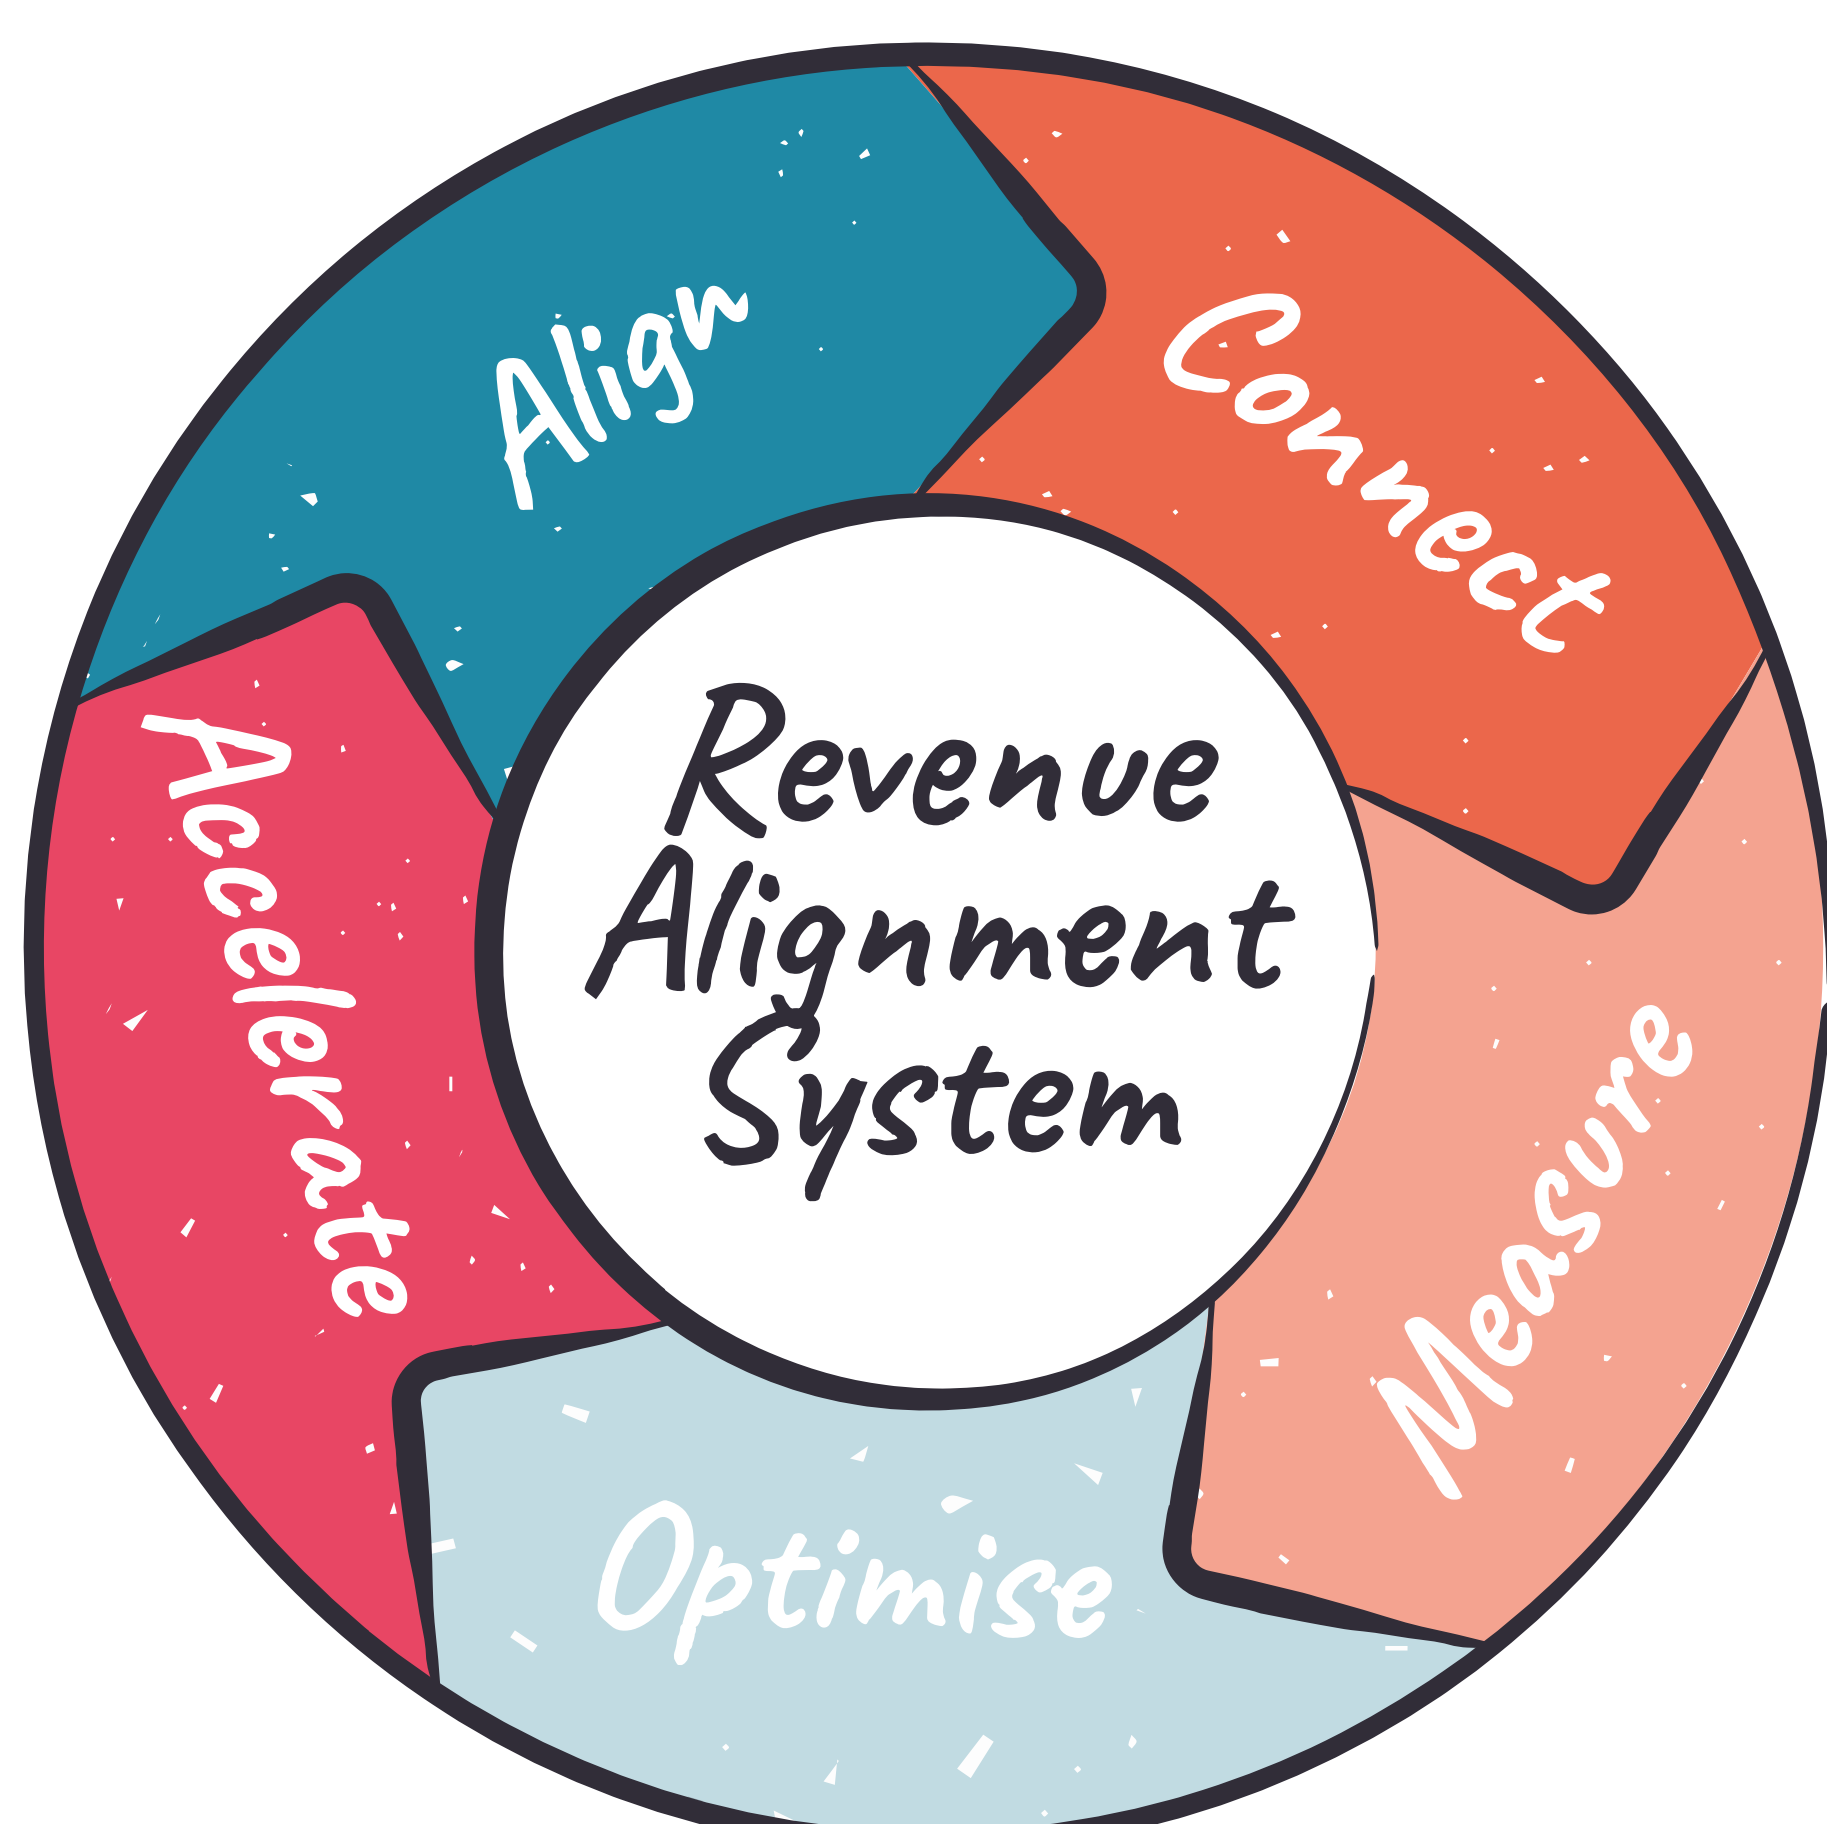 Align
Connect
Measure
Optimise
Accelerate
Revenue
Alignment
System